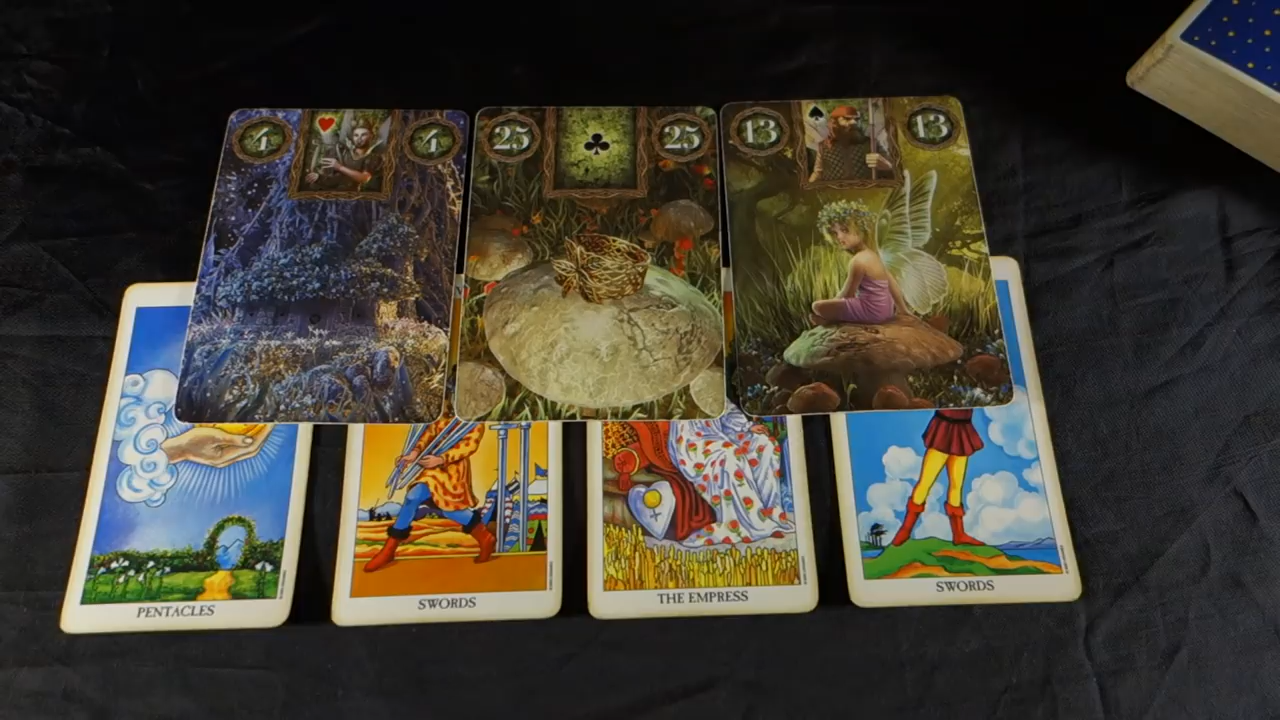 4 4
25 25
13 13
PENTACLES
SWORDS
THE EMPRESS
SWORDS